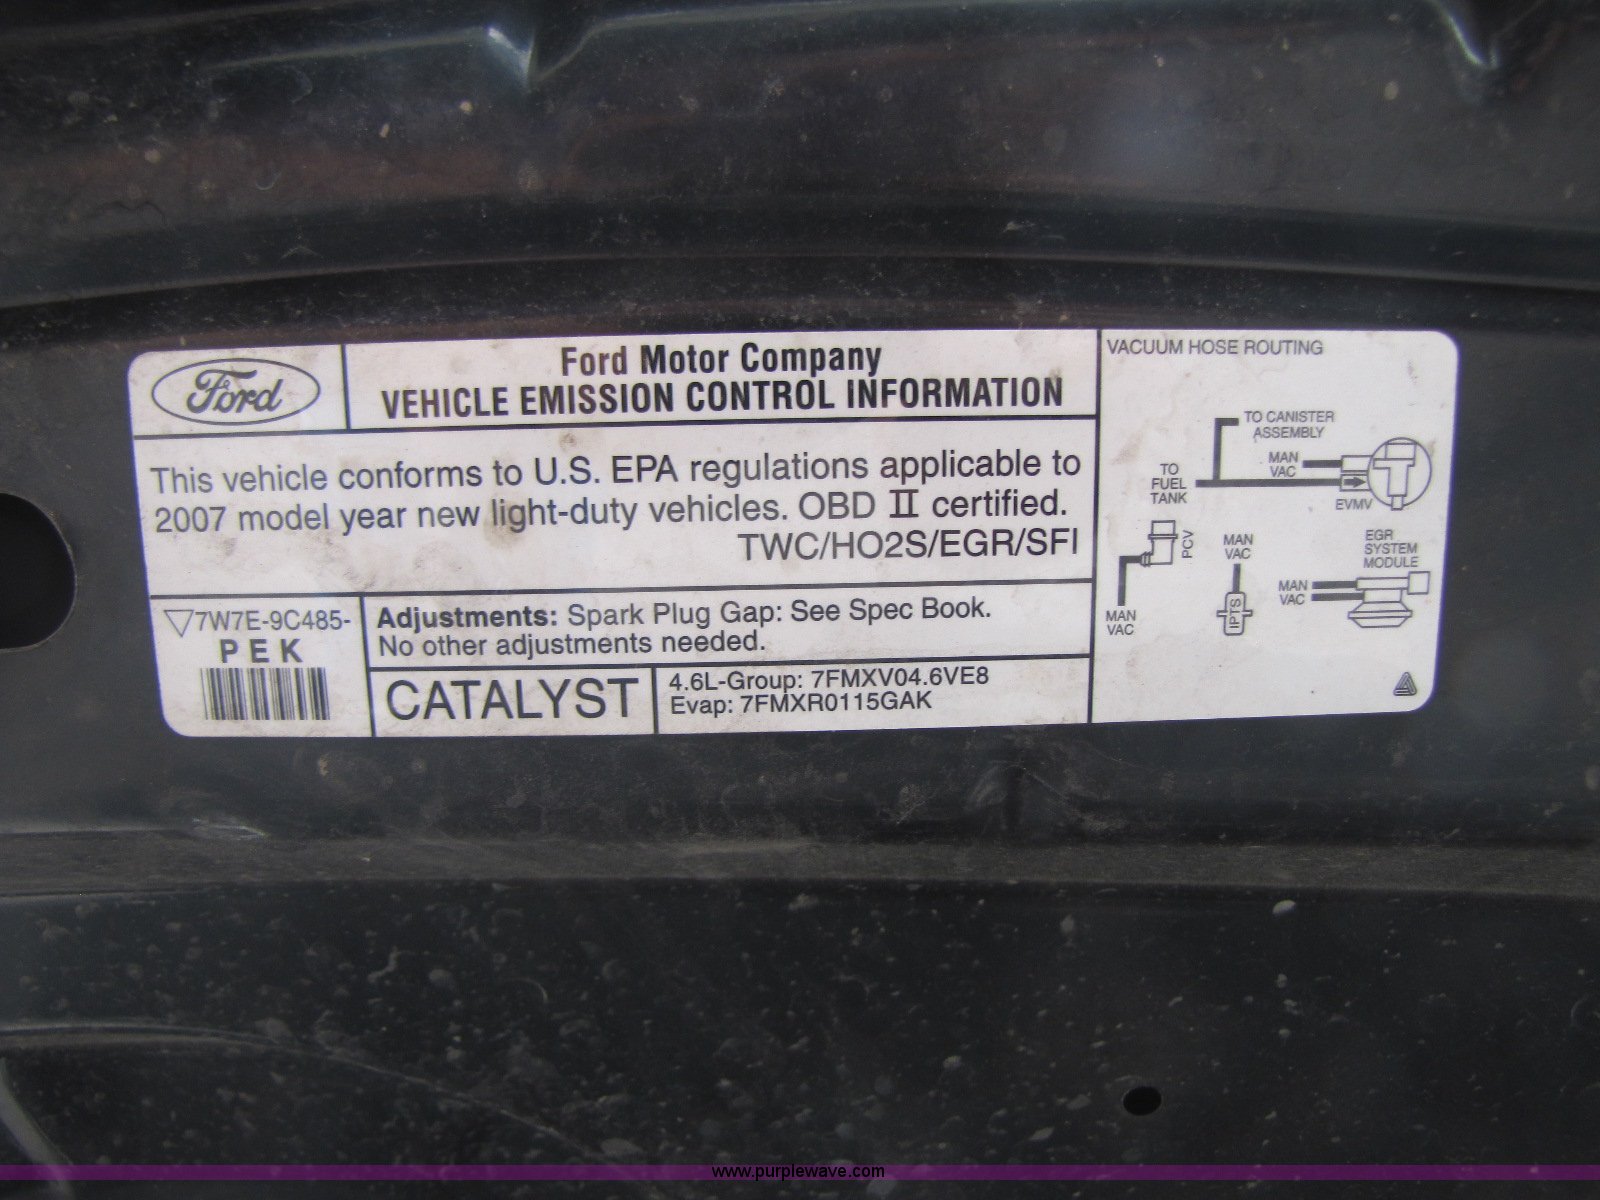 Ford
Ford Motor Company
VEHICLE EMISSION CONTROL INFORMATION
This vehicle conforms to U.S. EPA regulations applicable to
2007 model year new light-duty vehicles. OBD II certified.
TWC/HO2S/EGR/SFI
7W7E-9C485-
PEK
Adjustments: Spark Plug Gap: See Spec Book.
No other adjustments needed.
CATALYST
4.6L-Group: 7FMXV04.6VE8
Evap: 7FMXR0115GAK
VACUUM HOSE ROUTING
TO CANISTER
ASSEMBLY
MAN
VAC
TO
FUEL
TANK
EVMV
PCV
MAN
VAC
MAN
VAC
IPTS
EGR
SYSTEM
MODULE
MAN
VAC
www.purplewave.com